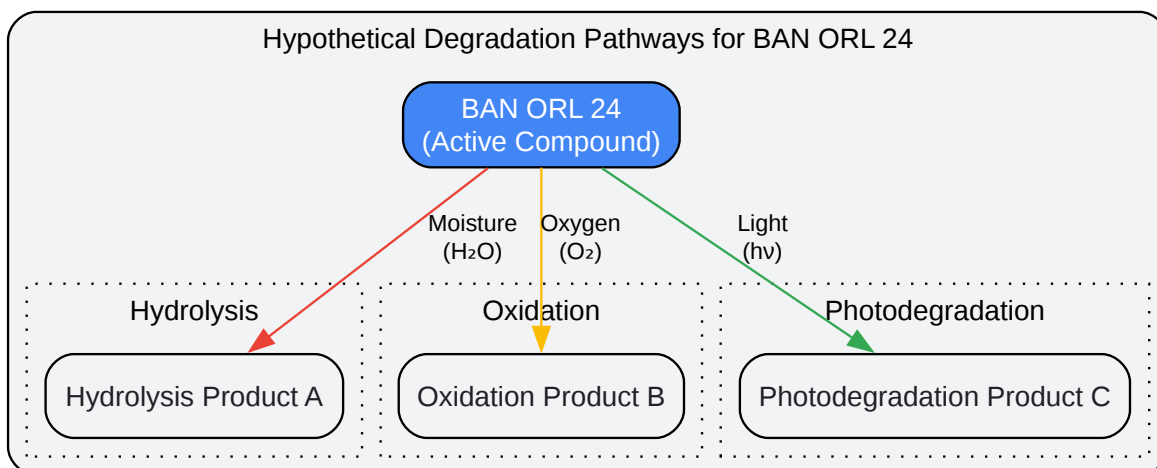 Hypothetical Degradation Pathways for BAN ORL 24
BAN ORL 24
(Active Compound)
Moisture
(H₂O)
Oxygen
(O₂)
Light
(hν)
Hydrolysis
Oxidation
Photodegradation
Hydrolysis Product A
Oxidation Product B
Photodegradation Product C